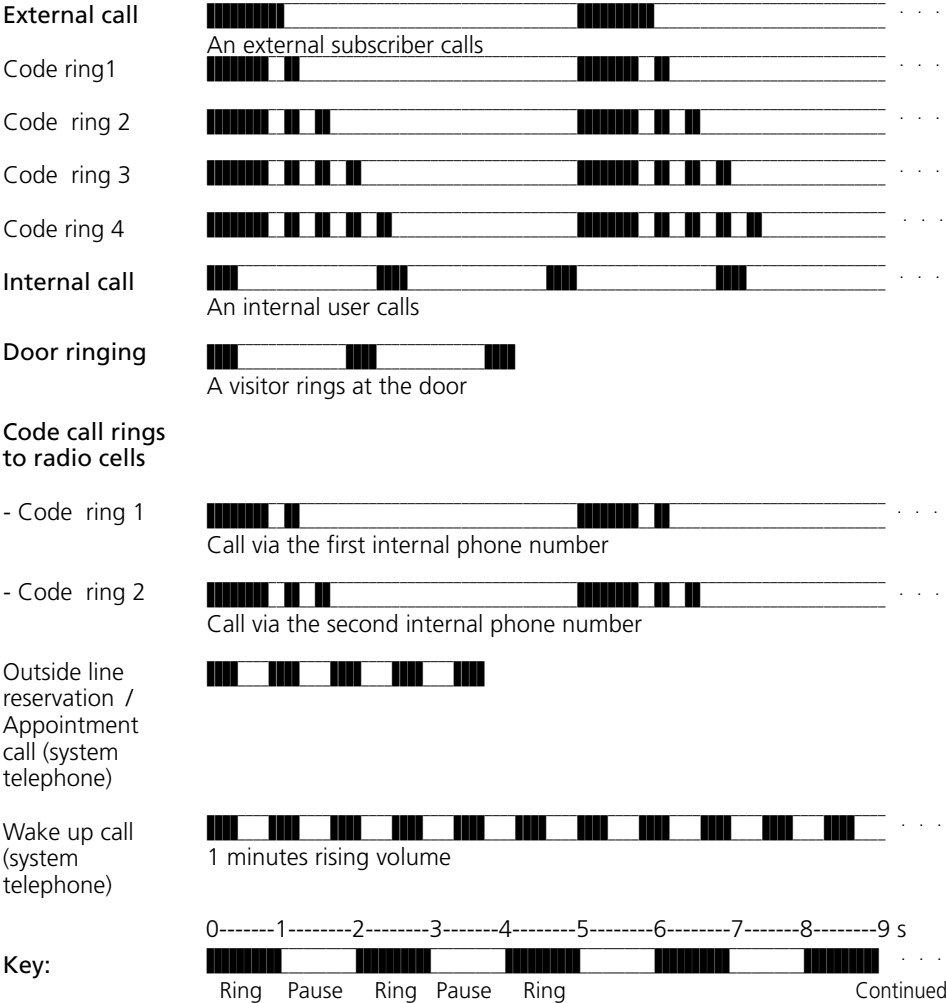 External call . . .
An external subscriber calls
Code ring1 . . .
Code ring 2 . . .
Code ring 3 . . .
Code ring 4 . . .
Internal call . . .
An internal user calls
Door ringing
A visitor rings at the door
Code call rings
to radio cells
- Code ring 1 . . .
Call via the first internal phone number
- Code ring 2 . . .
Call via the second internal phone number
Outside line
reservation /
Appointment
call (system
telephone)
Wake up call . . .
(system
1 minutes rising volume
telephone)
0-------1--------2--------3-------4--------5--------6--------7-------8--------9 s
Key: . . .
Ring Pause Ring Pause Ring Continued